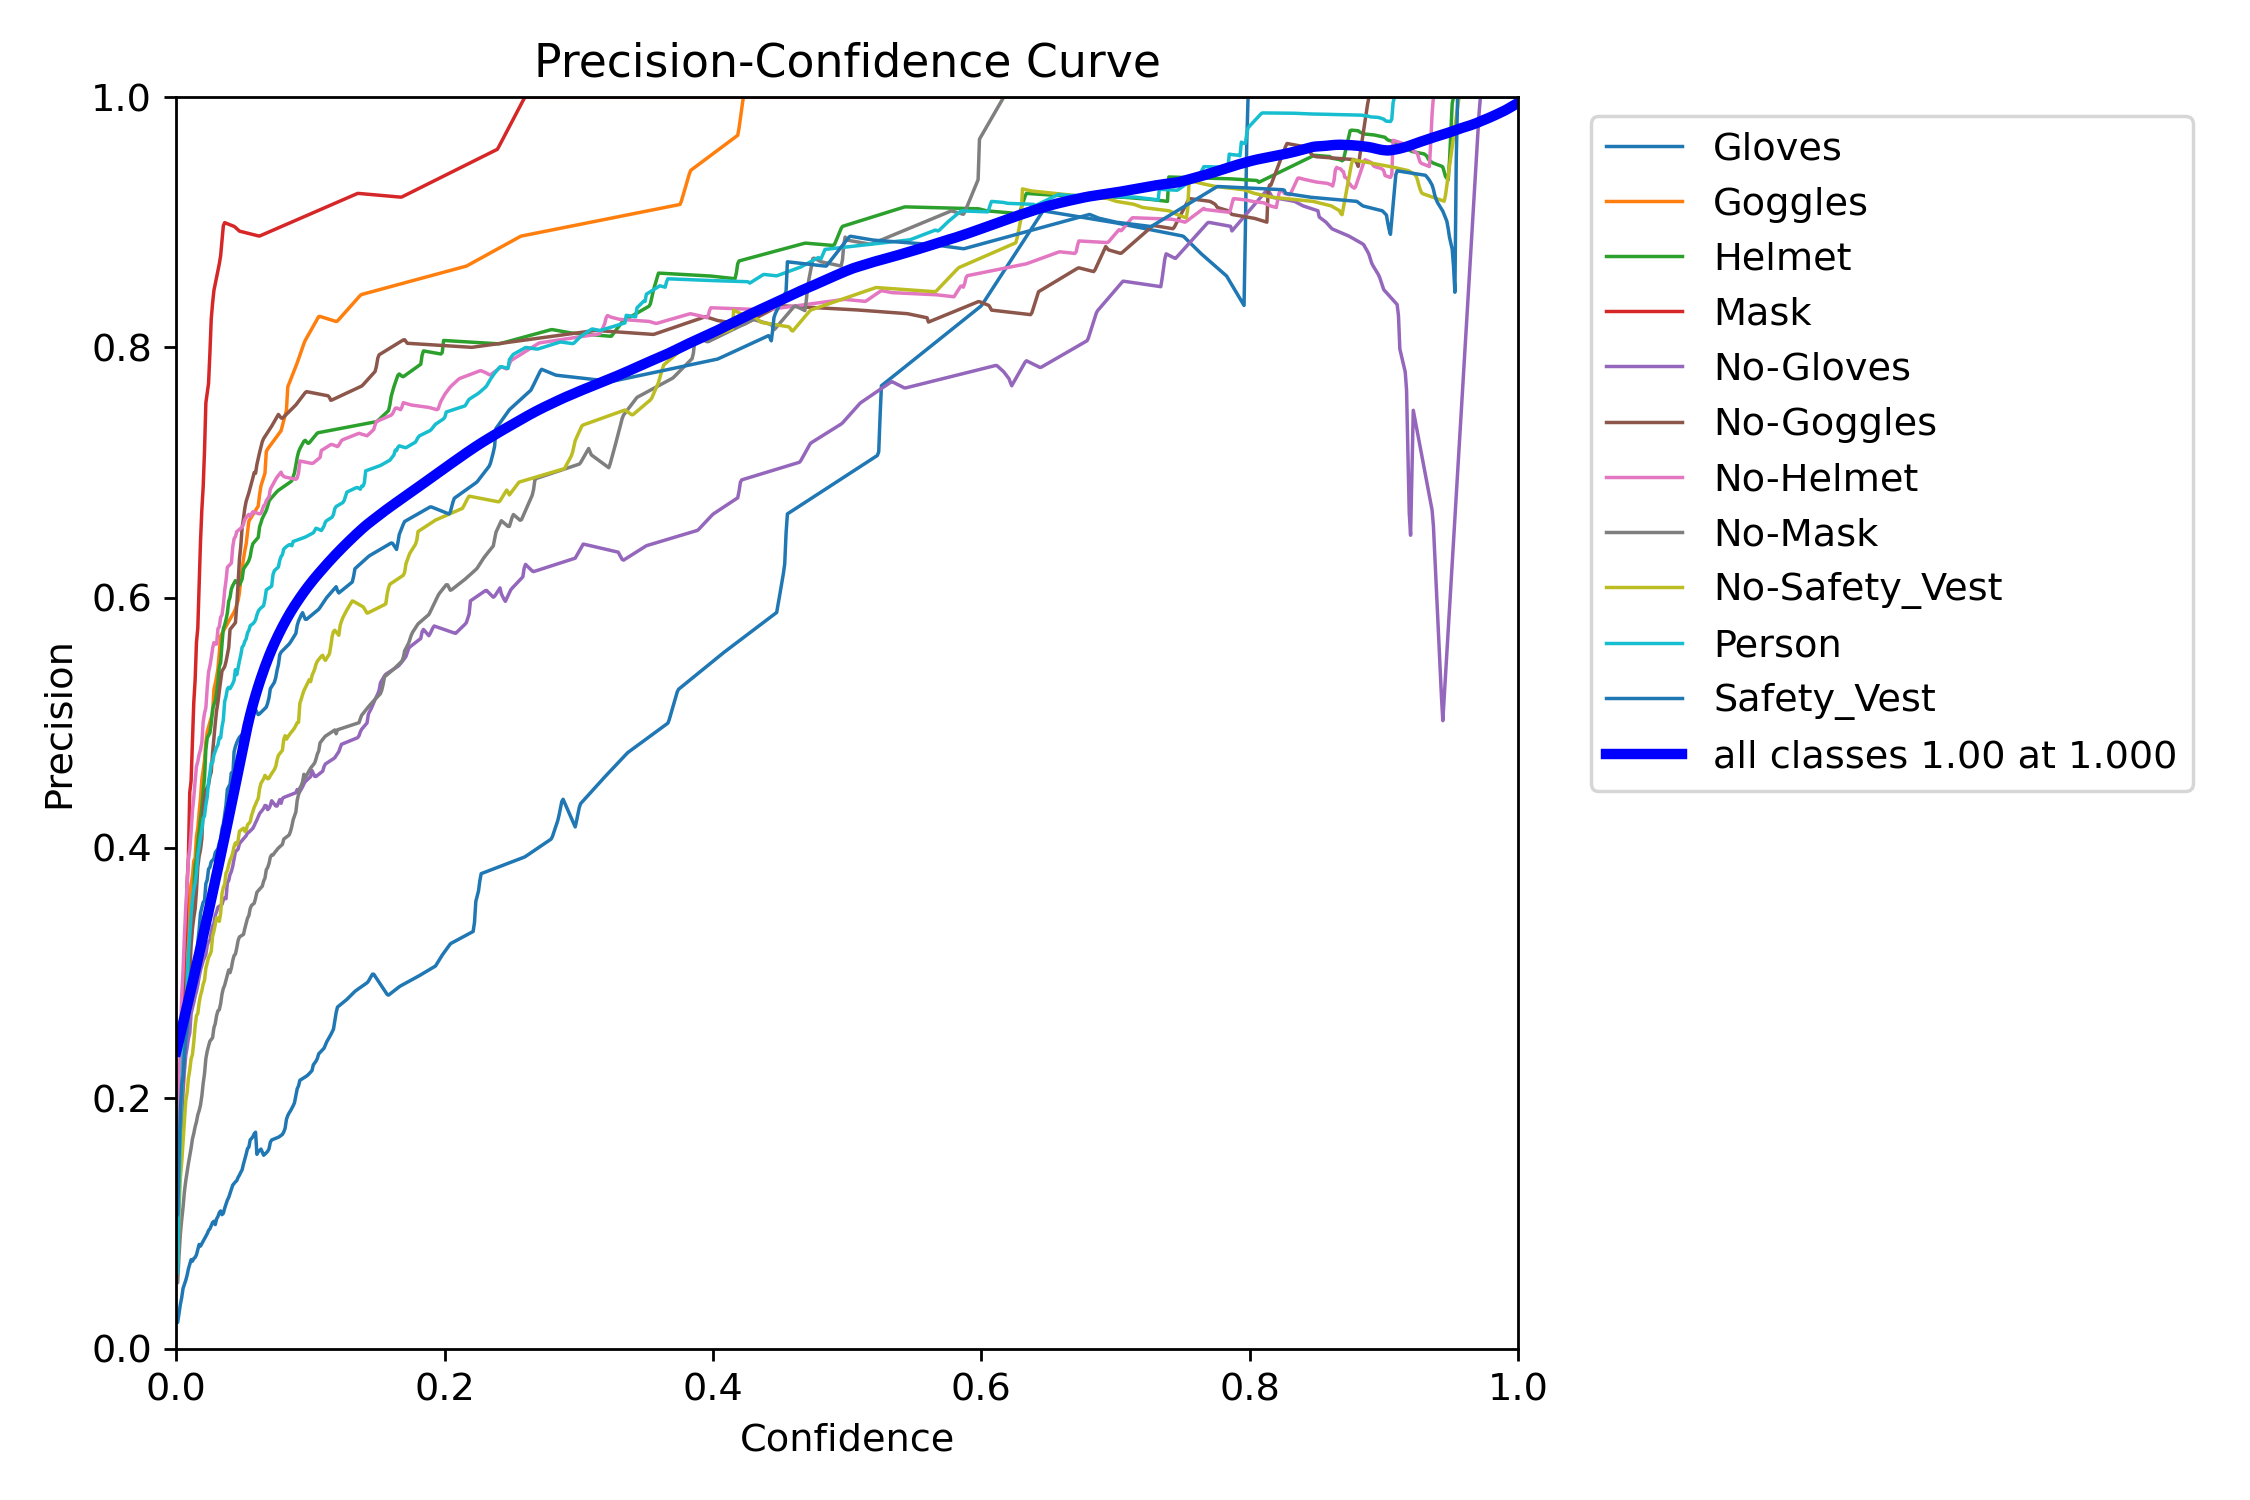 Precision-Confidence Curve
1.0
0.8
0.6
0.4
0.2
0.0
Precision
0.0 0.2 0.4 0.6 0.8 1.0
Confidence
Gloves
Goggles
Helmet
Mask
No-Gloves
No-Goggles
No-Helmet
No-Mask
No-Safety_Vest
Person
Safety_Vest
all classes 1.00 at 1.000